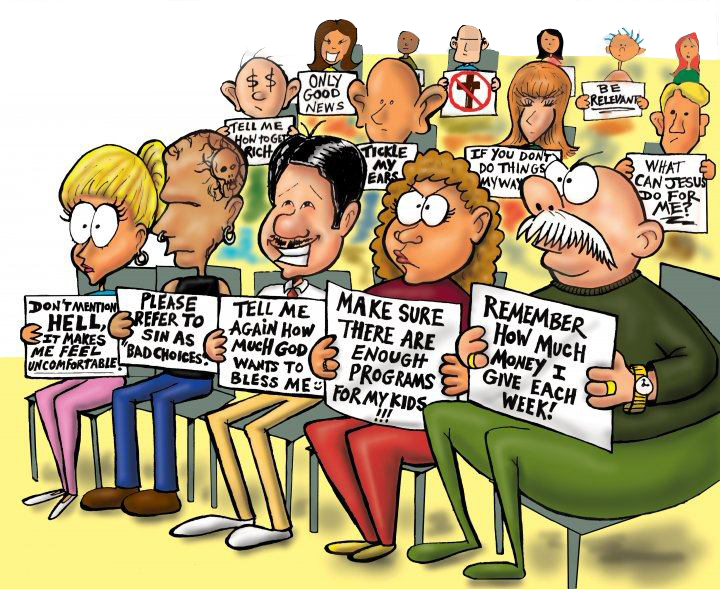 $ $
ONLY
GOOD
NEWS
BE
RELEVANT
TELL ME
HOW TO GET
RICH
TICKLE
MY
EARS
IF YOU DON'T
DO THINGS
MY WAY
WHAT
CAN JESUS
DO FOR
ME?
DON'T MENTION
HELL,
IT MAKES
ME FEEL
UNCOMFORTABLE!
PLEASE
REFER TO
SIN AS
'BAD CHOICES'
TELL ME
AGAIN HOW
MUCH GOD
WANTS TO
BLESS ME
MAKE SURE
THERE ARE
ENOUGH
PROGRAMS
FOR MY KIDS
!!!
REMEMBER
HOW MUCH
MONEY I
GIVE EACH
WEEK!